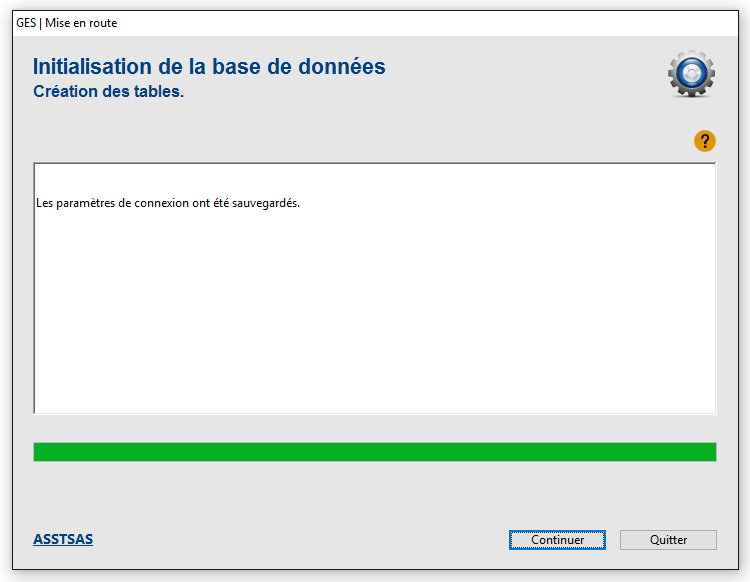 GES | Mise en route
Initialisation de la base de données
Création des tables.
?
Les paramètres de connexion ont été sauvegardés.
ASSTSAS
Continuer
Quitter